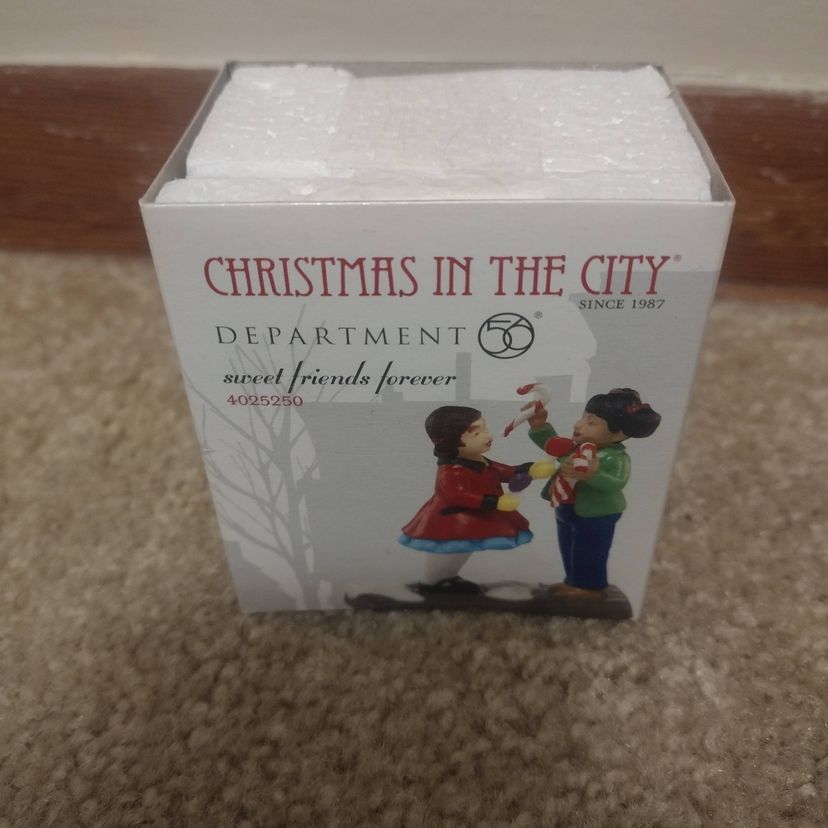 CHRISTMAS IN THE CITY®
SINCE 1987
DEPARTMENT 56®
sweet friends forever
4025250